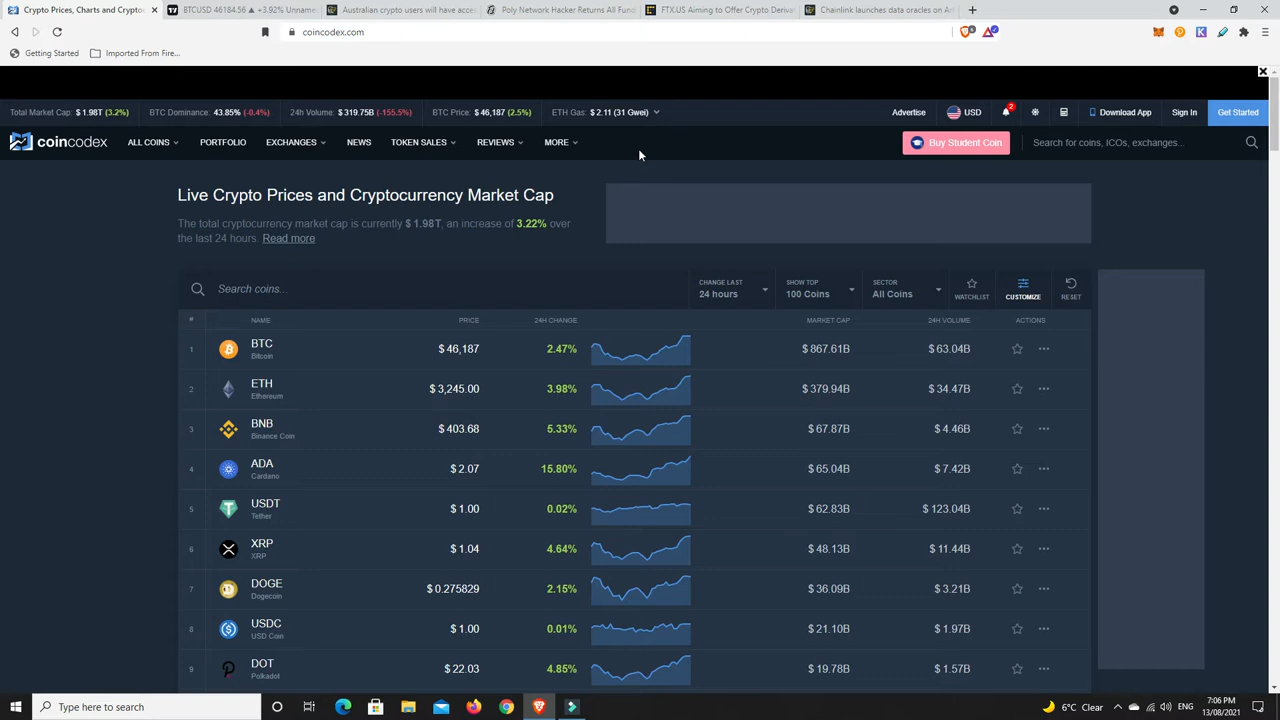 Crypto Prices, Charts and Cryptoc
BTCUSD 46184.56 ▲ +3.92% Unname
Australian crypto users will have acces
Poly Network Hacker Returns All Fund
FTX.US Aiming to Offer Crypto Deriva
Chainlink launches data oracles on Ar
coincodex.com
Getting Started
Imported From Fire...
Total Market Cap: $ 1.98T (3.2%)
BTC Dominance: 43.85% (-0.4%)
24h Volume: $ 319.75B (-155.5%)
BTC Price: $ 46,187 (2.5%)
ETH Gas: $ 2.11 (31 Gwei)
Advertise
USD
2
Download App
Sign In
Get Started
coincodex
ALL COINS
PORTFOLIO
EXCHANGES
NEWS
TOKEN SALES
REVIEWS
MORE
Buy Student Coin
Search for coins, ICOs, exchanges...
Live Crypto Prices and Cryptocurrency Market Cap
The total cryptocurrency market cap is currently $ 1.98T, an increase of 3.22% over
the last 24 hours. Read more
Search coins...
CHANGE LAST
24 hours
SHOW TOP
100 Coins
SECTOR
All Coins
WATCHLIST
CUSTOMIZE
RESET
# NAME PRICE 24H CHANGE MARKET CAP 24H VOLUME ACTIONS
1 BTC $ 46,187 2.47% $ 867.61B $ 63.04B
Bitcoin
2 ETH $ 3,245.00 3.98% $ 379.94B $ 34.47B
Ethereum
3 BNB $ 403.68 5.33% $ 67.87B $ 4.46B
Binance Coin
4 ADA $ 2.07 15.80% $ 65.04B $ 7.42B
Cardano
5 USDT $ 1.00 0.02% $ 62.83B $ 123.04B
Tether
6 XRP $ 1.04 4.64% $ 48.13B $ 11.44B
XRP
7 DOGE $ 0.275829 2.15% $ 36.09B $ 3.21B
Dogecoin
8 USDC $ 1.00 0.01% $ 21.10B $ 1.97B
USD Coin
9 DOT $ 22.03 4.85% $ 19.78B $ 1.57B
Polkadot
Type here to search
6°C Clear
ENG
7:06 PM
13/08/2021